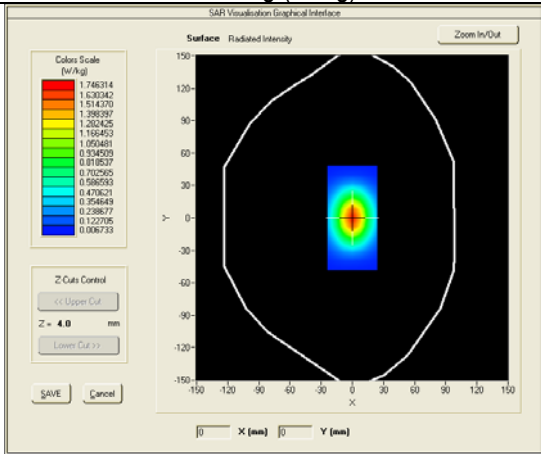 SAR Visualisation Graphical Interface
Surface Radiated Intensity
Zoom In/Out
Colors Scale
(W/kg)
1.746314
1.630342
1.514370
1.398397
1.282425
1.166453
1.050481
0.934509
0.818537
0.702565
0.586593
0.470621
0.354649
0.238677
0.122705
0.006733
150
120
90
60
30
0
-30
-60
-90
-120
-150
Y
-150 -120 -90 -60 -30 0 30 60 90 120 150
X
Z-Cuts Control
<< Upper Cut
Z = 4.0 mm
Lower Cut >>
SAVE Cancel
0 X (mm) 0 Y (mm)